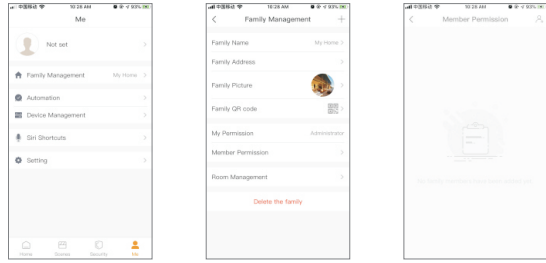 中国移动 10:28 AM 93%
Me
Not set
Family Management My Home
Automation
Device Management
Siri Shortcuts
Setting
Home Scenes Security Me
中国移动 10:28 AM 93%
Family Management
Family Name My Home
Family Address
Family Picture
Family QR code
My Permission Administrator
Member Permission
Room Management
Delete the family
中国移动 10:28 AM 93%
Member Permission